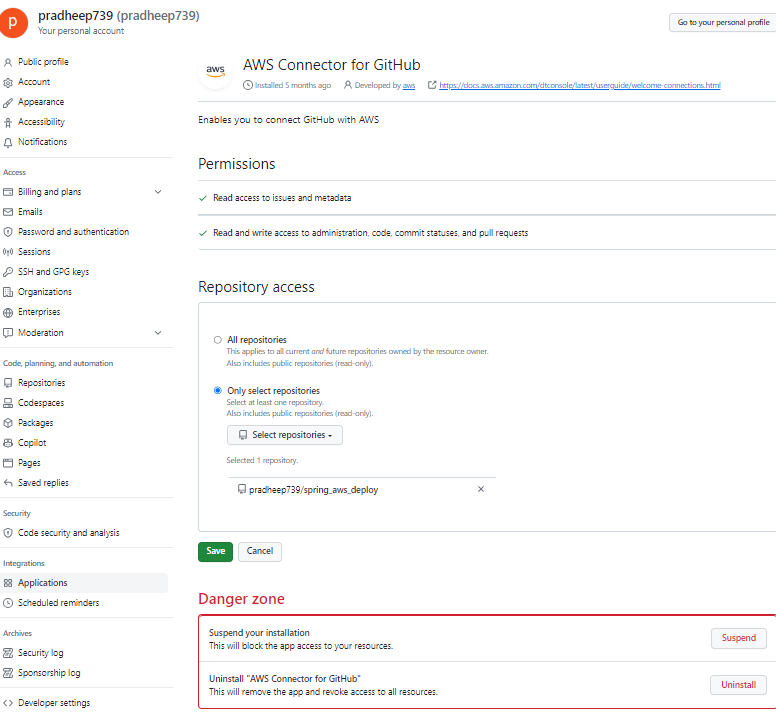 P
pradheep739 (pradheep739)
Your personal account
Go to your personal profile
Public profile
Account
Appearance
Accessibility
Notifications
Access
Billing and plans
Emails
Password and authentication
Sessions
SSH and GPG keys
Organizations
Enterprises
Moderation
Code, planning, and automation
Repositories
Codespaces
Packages
Copilot
Pages
Saved replies
Security
Code security and analysis
Integrations
Applications
Scheduled reminders
Archives
Security log
Sponsorship log
Developer settings
aws
AWS Connector for GitHub
Installed 5 months ago Developed by aws https://docs.aws.amazon.com/dtconsole/latest/userguide/welcome-connections.html
Enables you to connect GitHub with AWS
Permissions
Read access to issues and metadata
Read and write access to administration, code, commit statuses, and pull requests
Repository access
All repositories
This applies to all current and future repositories owned by the resource owner.
Also includes public repositories (read-only).
Only select repositories
Select at least one repository.
Also includes public repositories (read-only).
Select repositories
Selected 1 repository.
pradheep739/spring_aws_deploy
Save Cancel
Danger zone
Suspend your installation
This will block the app access to your resources.
Suspend
Uninstall "AWS Connector for GitHub"
This will remove the app and revoke access to all resources.
Uninstall